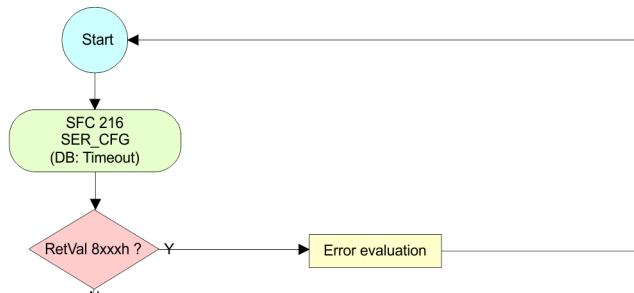 Start
SFC 216
SER_CFG
(DB: Timeout)
RetVal 8xxxh ?
Y
Error evaluation